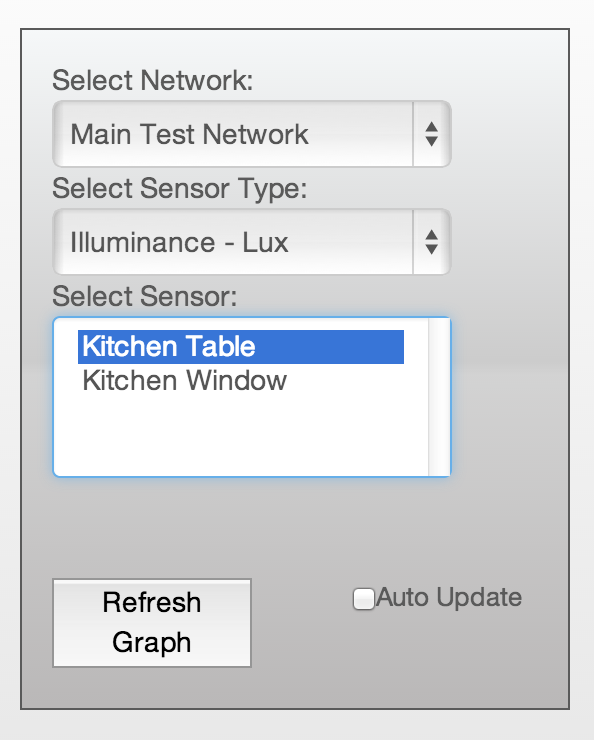 Select Network:
Main Test Network
Select Sensor Type:
Illuminance - Lux
Select Sensor:
Kitchen Table
Kitchen Window
Refresh
Graph
Auto Update